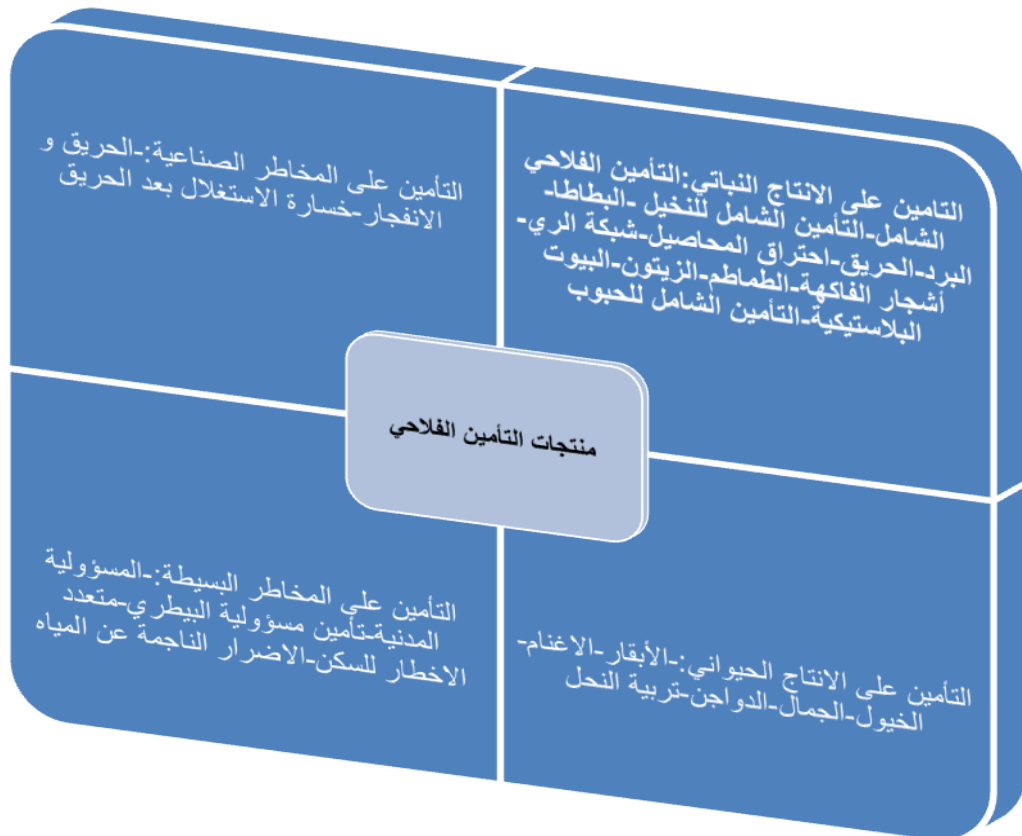 التامين على الانتاج النباتي:التأمين الفلاحي
الشامل-التأمين الشامل للنخيل -البطاطا-
البرد-الحريق-احتراق المحاصيل-شبكة الري-
أشجار الفاكهة-الطماطم-الزيتون-البيوت
البلاستيكية-التأمين الشامل للحبوب
التأمين على المخاطر الصناعية:-الحريق و
الانفجار-خسارة الاستغلال بعد الحريق
منتجات التأمين الفلاحي
التأمين على الانتاج الحيواني:-الأبقار-الاغنام-
الخيول-الجمال-الدواجن-تربية النحل
التأمين على المخاطر البسيطة:-المسؤولية
المدنية-تأمين مسؤولية البيطري-متعدد
الاخطار للسكن-الاضرار الناجمة عن المياه